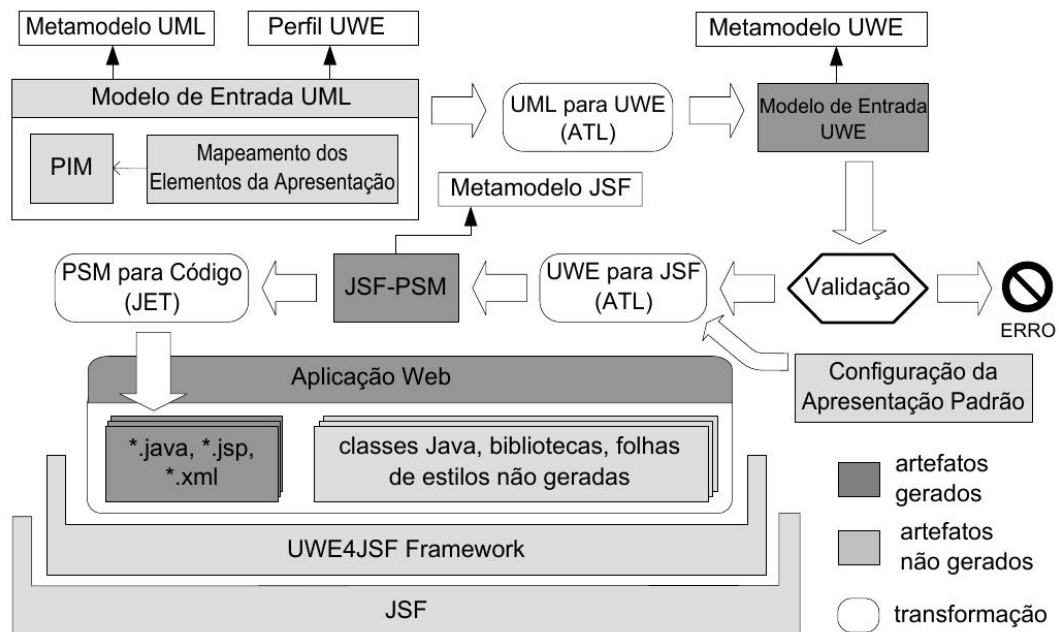 Metamodelo UML
Perfil UWE
Metamodelo UWE
Modelo de Entrada UML
PIM
Mapeamento dos
Elementos da Apresentação
UML para UWE
(ATL)
Modelo de Entrada
UWE
Metamodelo JSF
PSM para Código
(JET)
JSF-PSM
UWE para JSF
(ATL)
Validação
ERRO
Configuração da
Apresentação Padrão
Aplicação Web
*.java, *.jsp,
*.xml
classes Java, bibliotecas, folhas
de estilos não geradas
UWE4JSF Framework
JSF
artefatos
gerados
artefatos
não gerados
transformação